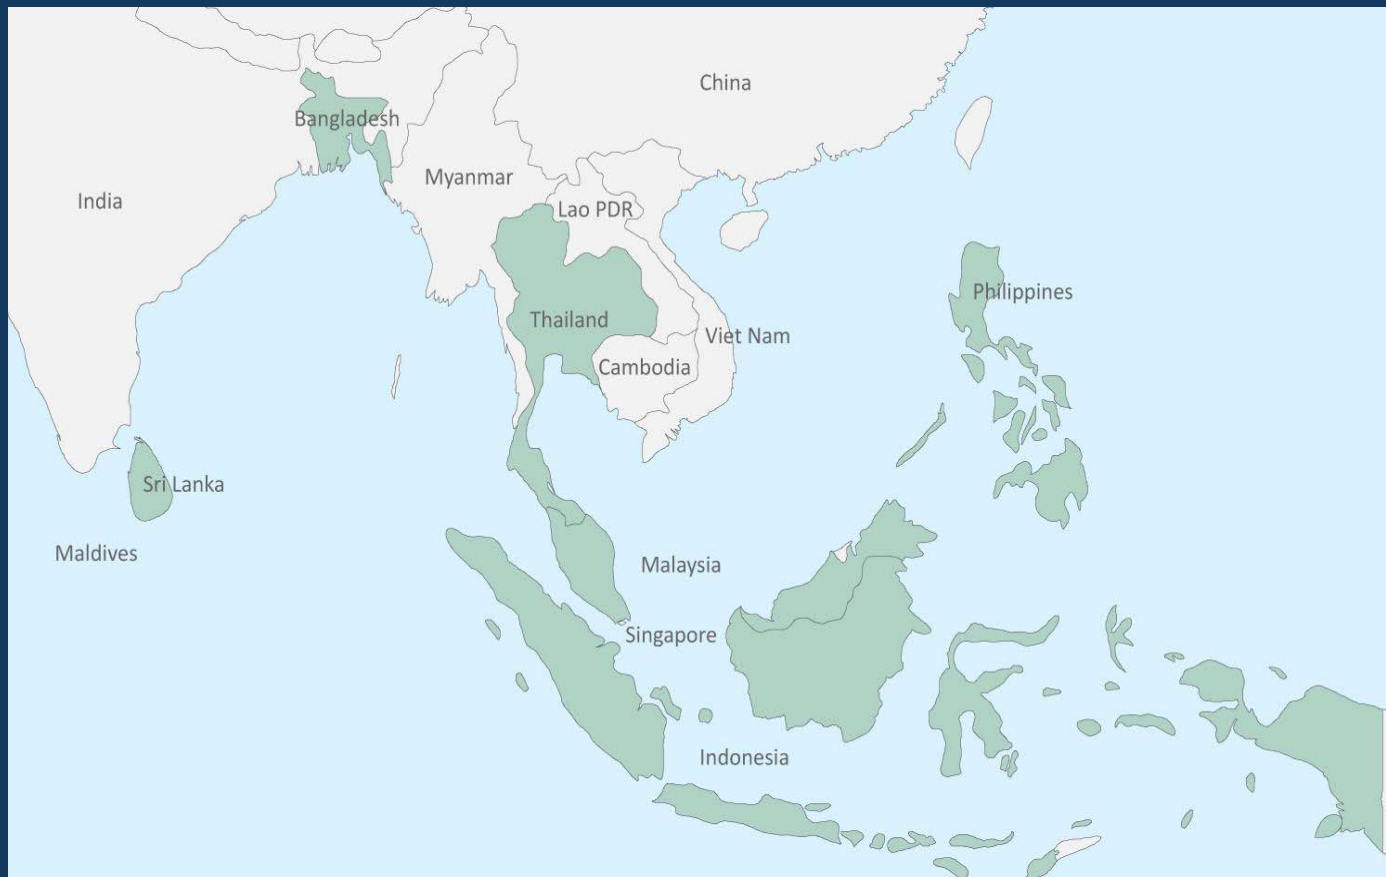 China
Bangladesh
Myanmar
India
Lao PDR
Philippines
Thailand
Viet Nam
Cambodia
Sri Lanka
Maldives
Malaysia
Singapore
Indonesia